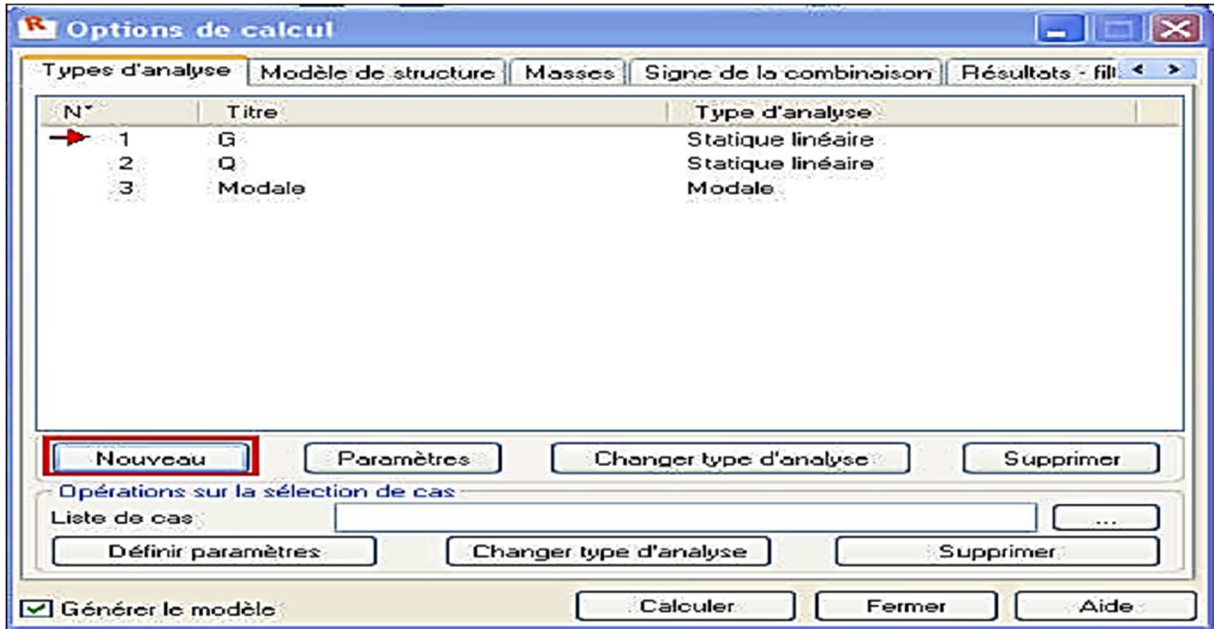 Options de calcul
Types d'analyse Modèle de structure Masses Signe de la combinaison Résultats - filt
N° Titre Type d'analyse
1 G Statique linéaire
2 Q Statique linéaire
3 Modale Modale
Nouveau Paramètres Changer type d'analyse Supprimer
Opérations sur la sélection de cas
Liste de cas ...
Définir paramètres Changer type d'analyse Supprimer
Générer le modèle Calculer Fermer Aide